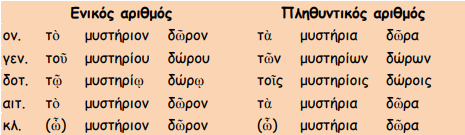 Ενικός αριθμός Πληθυντικός αριθμός
ον. τὸ μυστήριον δῶρον τὰ μυστήρια δῶρα
γεν. τοῦ μυστηρίου δώρου τῶν μυστηρίων δώρων
δοτ. τῷ μυστηρίῳ δώρῳ τοῖς μυστηρίοις δώροις
αιτ. τὸ μυστήριον δῶρον τὰ μυστήρια δῶρα
κλ. (ὦ) μυστήριον δῶρον (ὦ) μυστήρια δῶρα